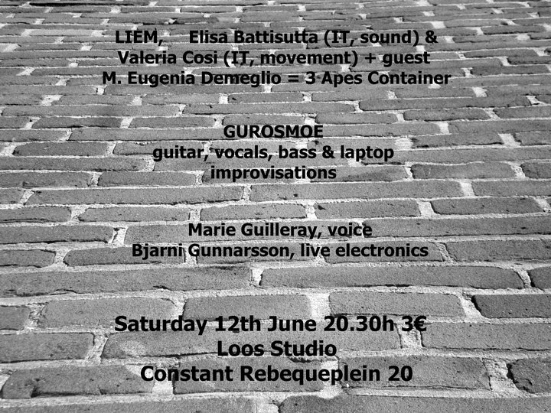 LIEM, Elisa Battisutta (IT, sound) &
Valeria Cosi (IT, movement) + guest
M. Eugenia Demeglio = 3 Apes Container
GUROSMOE
guitar, vocals, bass & laptop
improvisations
Marie Guilleray, voice
Bjarni Gunnarsson, live electronics
Saturday 12th June 20.30h 3€
Loos Studio
Constant Rebequeplein 20